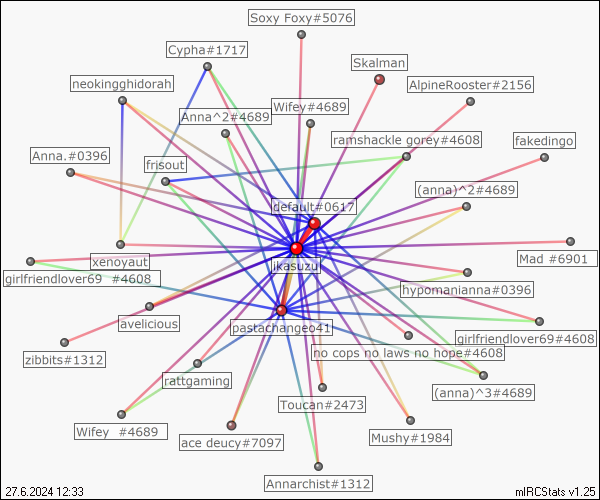 Soxy Foxy#5076
Cypha#1717
Skalman
neokingghidorah
AlpineRooster#2156
Wifey#4689
Anna^2#4689
ramshackle gorey#4608
fakedingo
Anna.#0396
frisout
(anna)^2#4689
default#0617
xenoyaut
jkasuzuj
Mad #6901
girlfriendlover69  #4608
hypomanianna#0396
avelicious
pastachangeo41
girlfriendlover69#4608
zibbits#1312
no cops no laws no hope#4608
rattgaming
(anna)^3#4689
Toucan#2473
Wifey  #4689
ace deucy#7097
Mushy#1984
Annarchist#1312
27.6.2024 12:33
mIRCStats v1.25